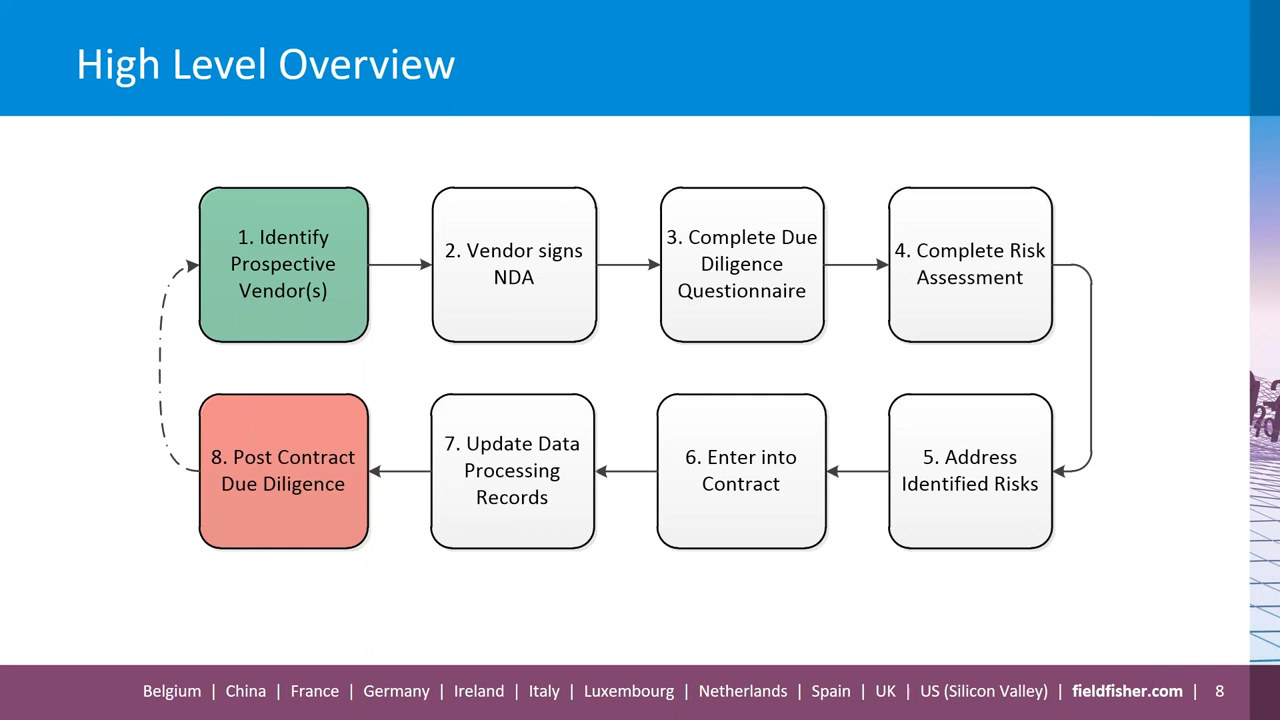 High Level Overview
1. Identify
Prospective
Vendor(s)
2. Vendor signs
NDA
3. Complete Due
Diligence
Questionnaire
4. Complete Risk
Assessment
8. Post Contract
Due Diligence
7. Update Data
Processing
Records
6. Enter into
Contract
5. Address
Identified Risks
Belgium | China | France | Germany | Ireland | Italy | Luxembourg | Netherlands | Spain | UK | US (Silicon Valley) | fieldfisher.com | 8